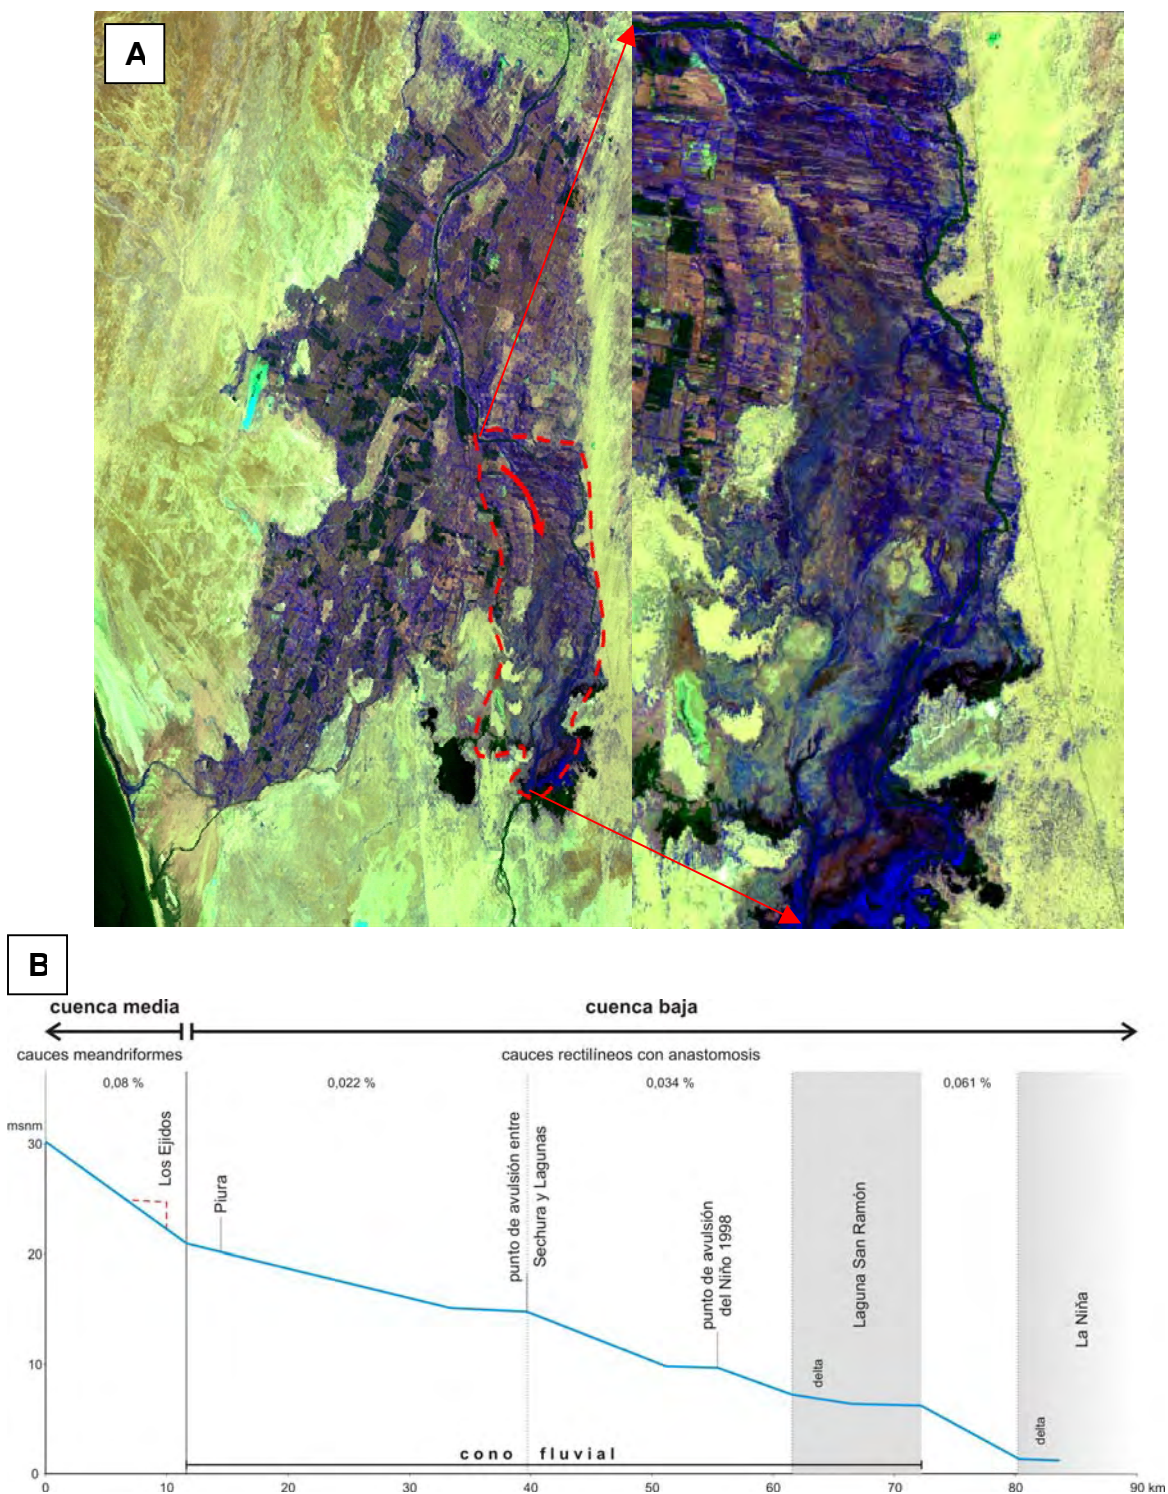 A
B
cuenca media
cuenca baja
cauces meandriformes
cauces rectilíneos con anastomosis
0,08 %
0,022 %
0,034 %
0,061 %
msnm
30
20
10
0
Los Ejidos
Piura
punto de avulsión entre
Sechura y Lagunas
punto de avulsión
del Niño 1998
delta
Laguna San Ramón
delta
La Niña
cono fluvial
0
10
20
30
40
50
60
70
80
90 km